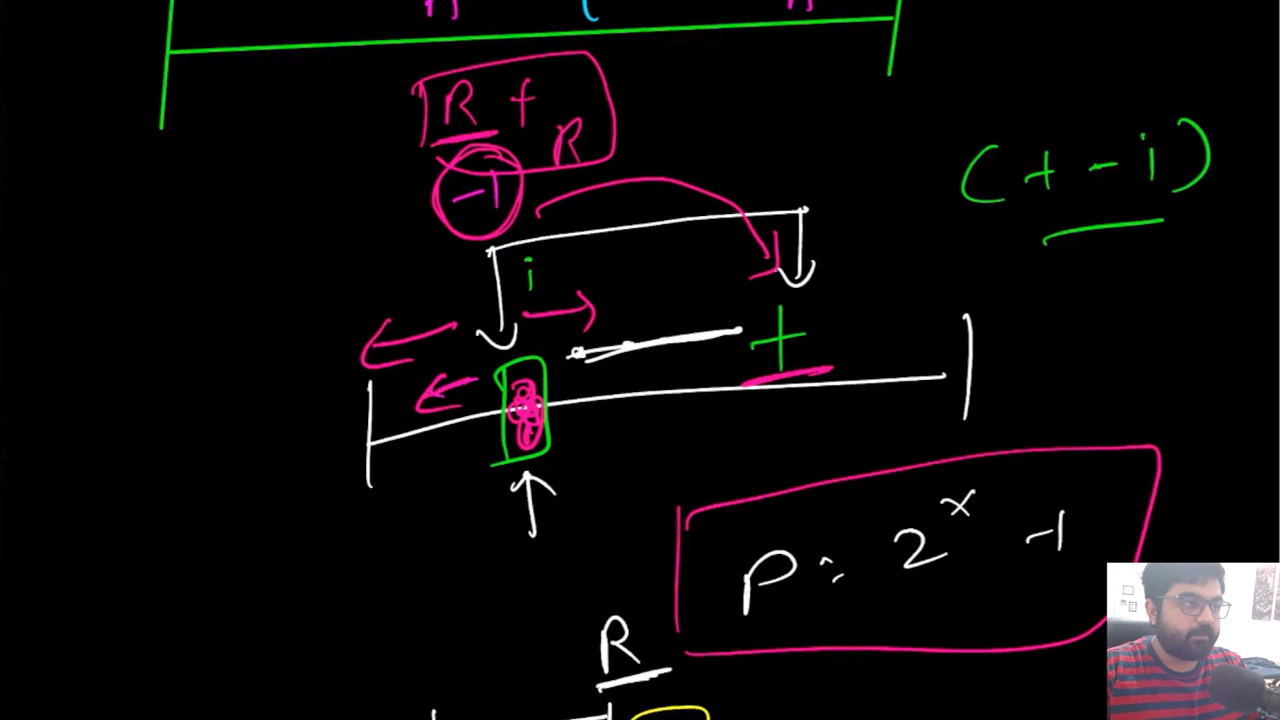 R +
R
-1
(+ - i)
i
+
P = 2^x - 1
R